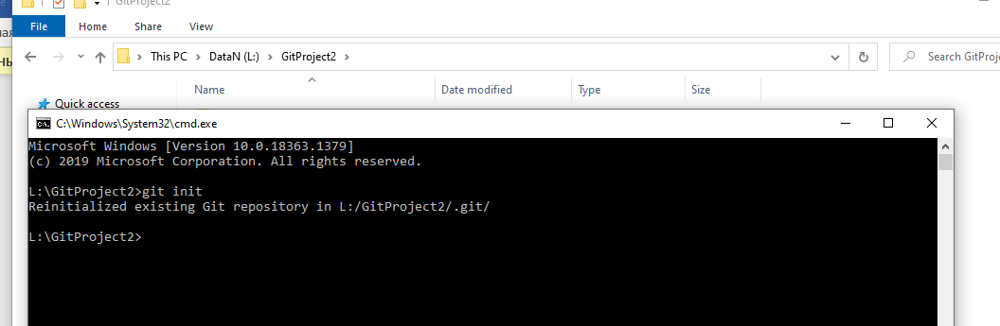 GitProject2
File Home Share View
This PC > DataN (L:) > GitProject2 >
Search GitProje
Name Date modified Type Size
Quick access
C:\Windows\System32\cmd.exe
Microsoft Windows [Version 10.0.18363.1379]
(c) 2019 Microsoft Corporation. All rights reserved.
L:\GitProject2>git init
Reinitialized existing Git repository in L:/GitProject2/.git/
L:\GitProject2>